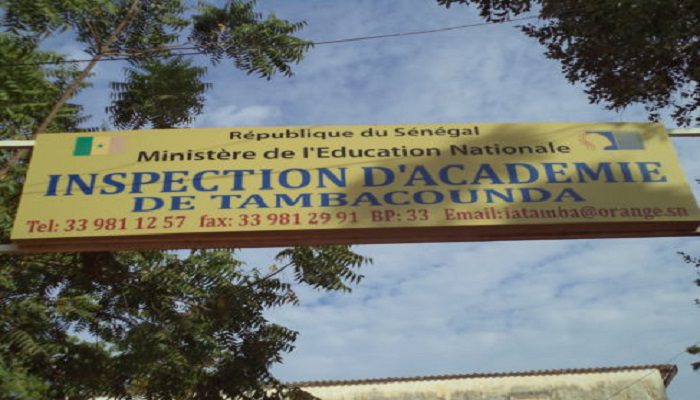 République du Sénégal
Ministère de l'Education Nationale
INSPECTION D'ACADEMIE
DE TAMBACOUNDA
Tel: 33 981 12 57 fax: 33 981 29 91 BP: 33 Email:iatamba@orange.sn